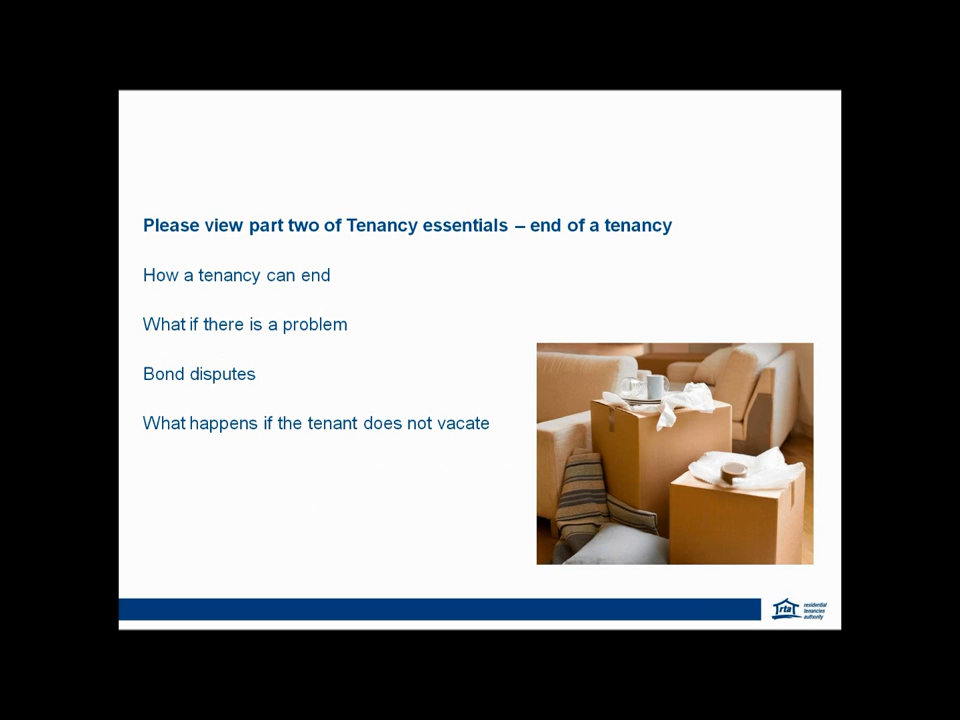 Please view part two of Tenancy essentials – end of a tenancy
How a tenancy can end
What if there is a problem
Bond disputes
What happens if the tenant does not vacate
rta
residential
tenancies
authority